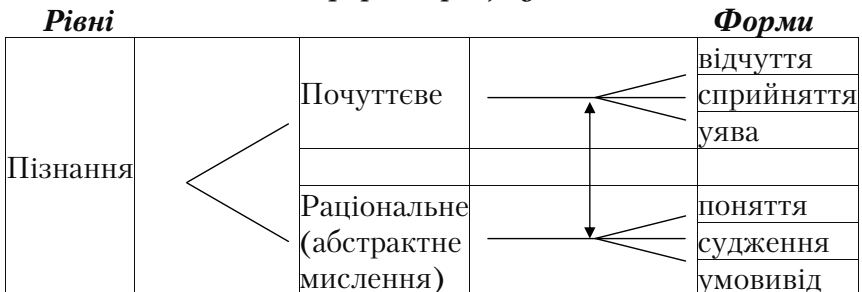 Рівні Форми
відчуття
Почуттєве
сприйняття
уява
Пізнання
Раціональне
(абстрактне
мислення)
поняття
судження
умовивід